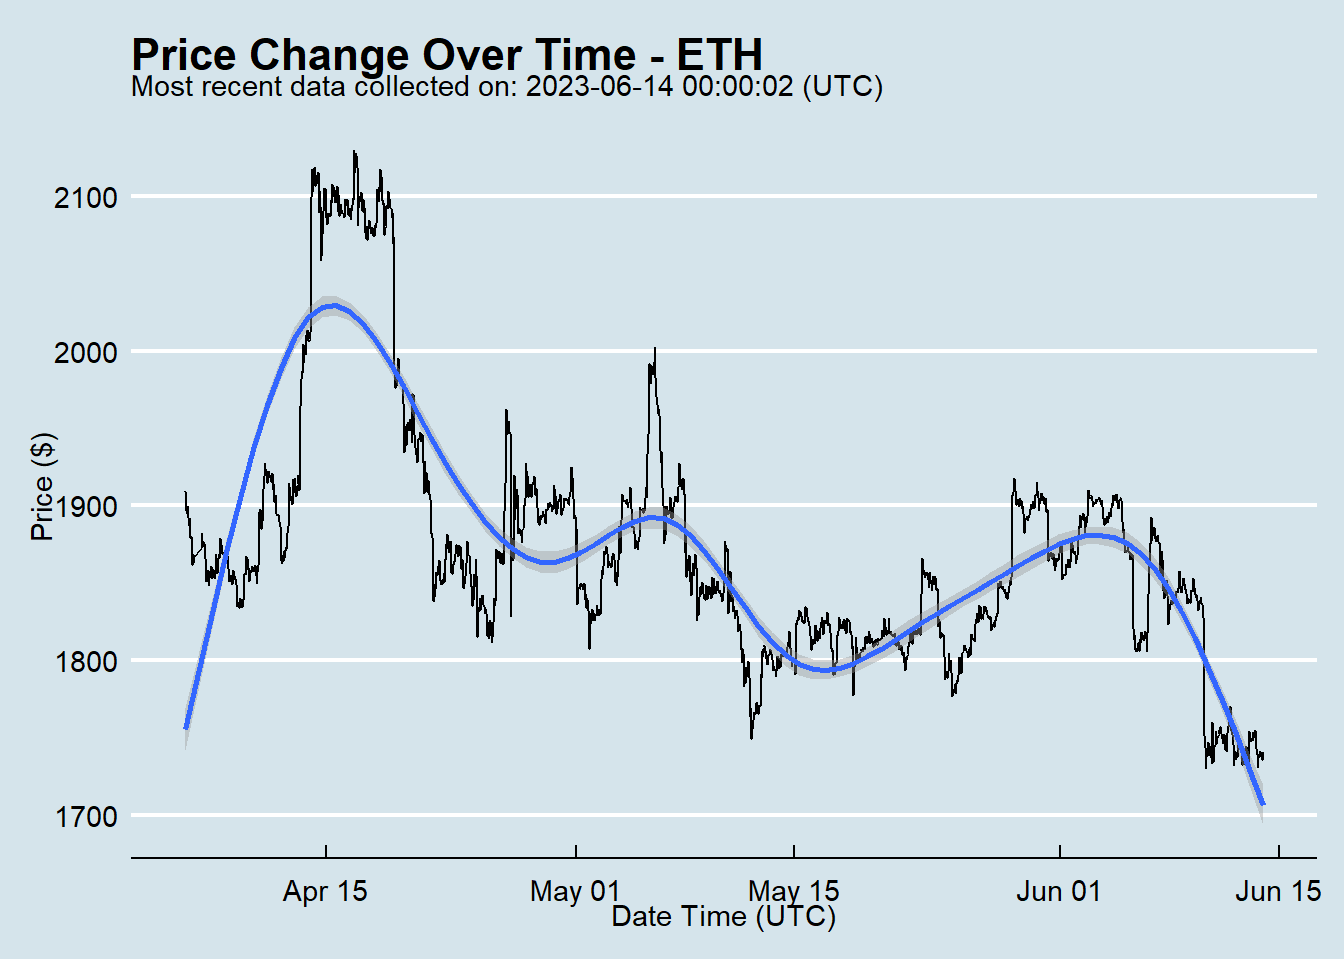 Price Change Over Time - ETH
Most recent data collected on: 2023-06-14 00:00:02 (UTC)
Price ($)
2100
2000
1900
1800
1700
Apr 15
May 01
May 15
Jun 01
Jun 15
Date Time (UTC)